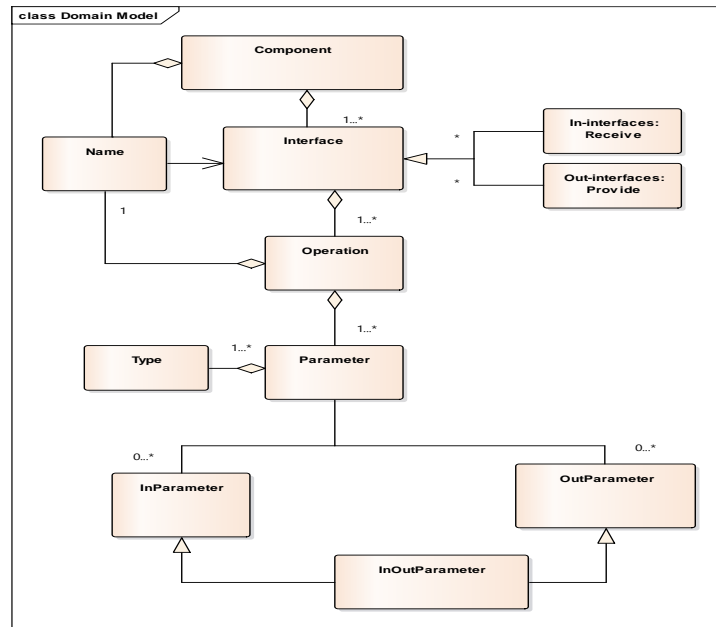 class Domain Model
Component
1...*
Interface
Name
In-interfaces:
Receive
*
*
Out-interfaces:
Provide
1
1...*
Operation
1...*
1...*
Type
Parameter
0...*
0...*
InParameter
OutParameter
InOutParameter